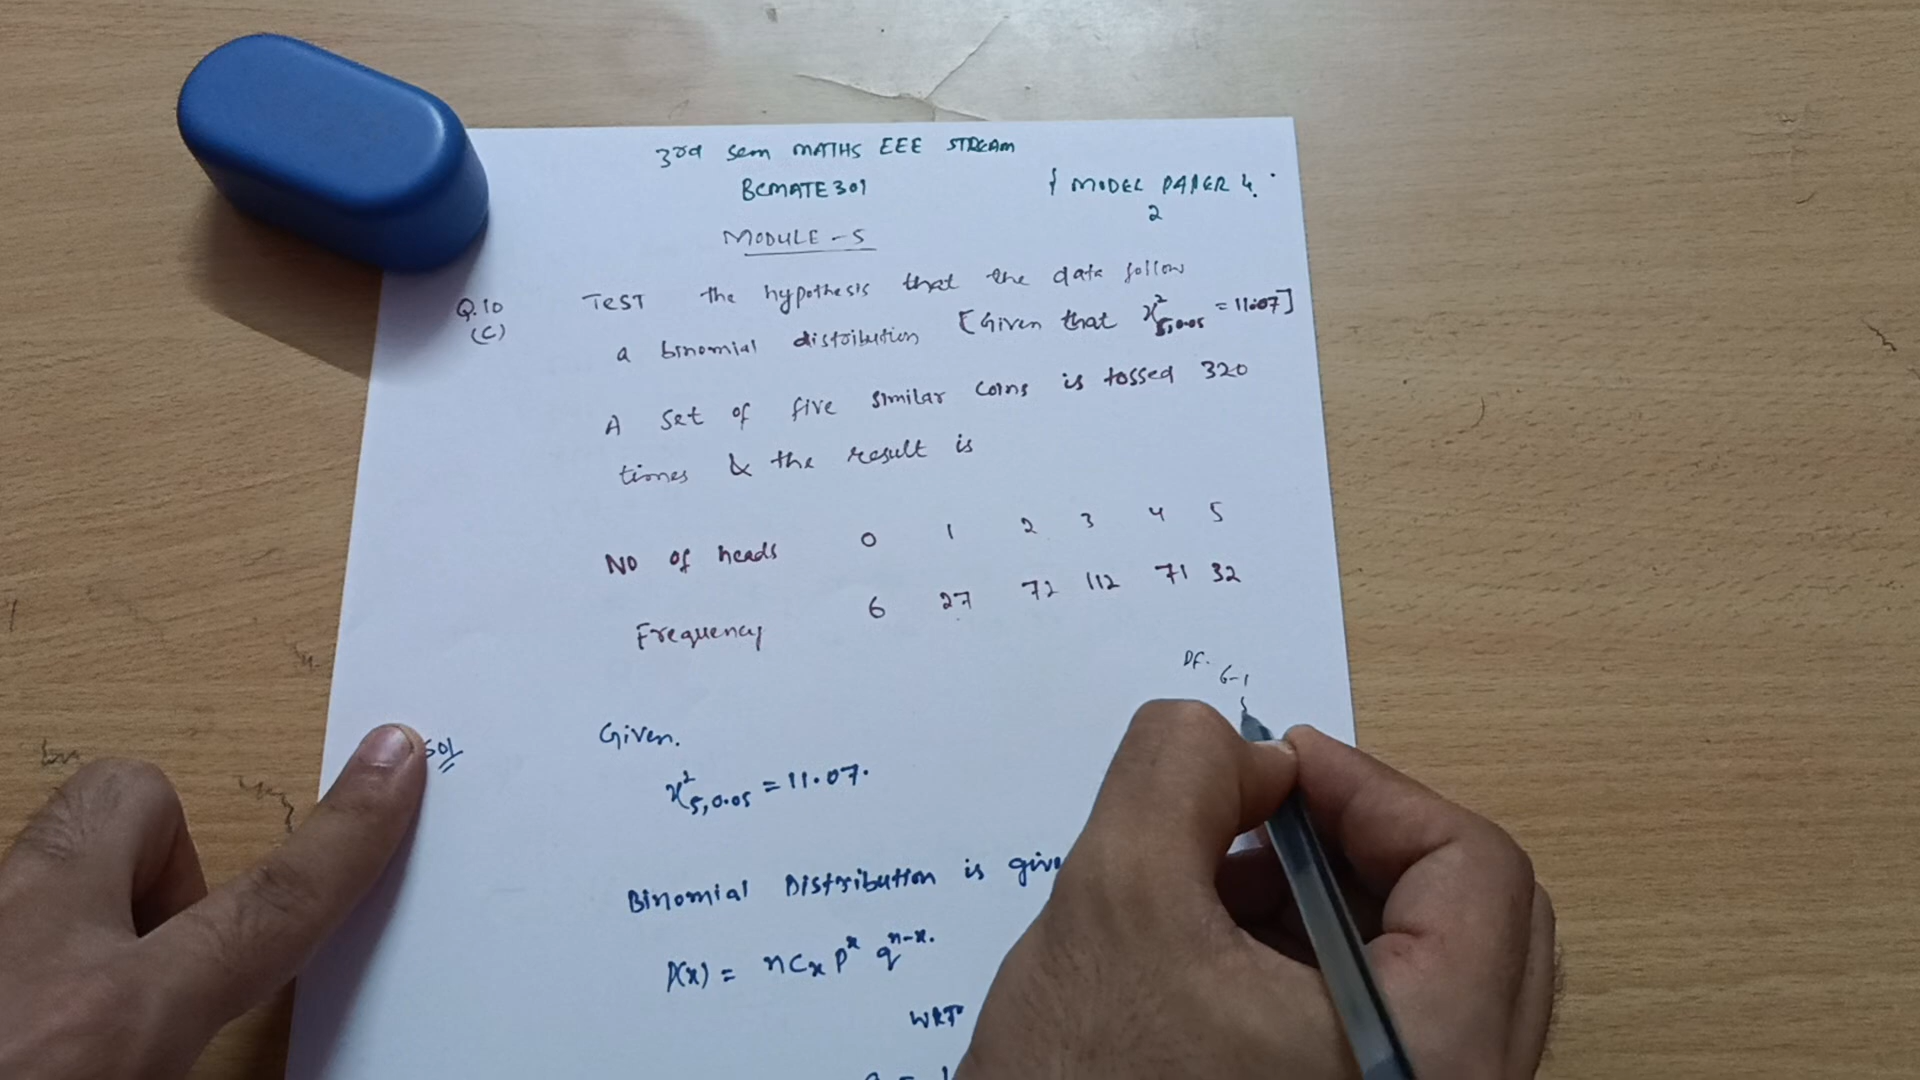 3rd Sem MATHS EEE STREAM
BCMATE301
{ MODEL PAPER 4.
2
MODULE - 5
Q.10 TEST the hypothesis that the data follow
(C) a binomial distribution [Given that χ²5,0.05 = 11.07]
A set of five similar coins is tossed 320
times & the result is
No of heads 0 1 2 3 4 5
Frequency 6 27 72 112 71 32
DF.
6-1
5
Sol Given.
χ²5,0.05 = 11.07.
Binomial Distribution is give
P(x) = nCx p^x q^n-x.
WKT